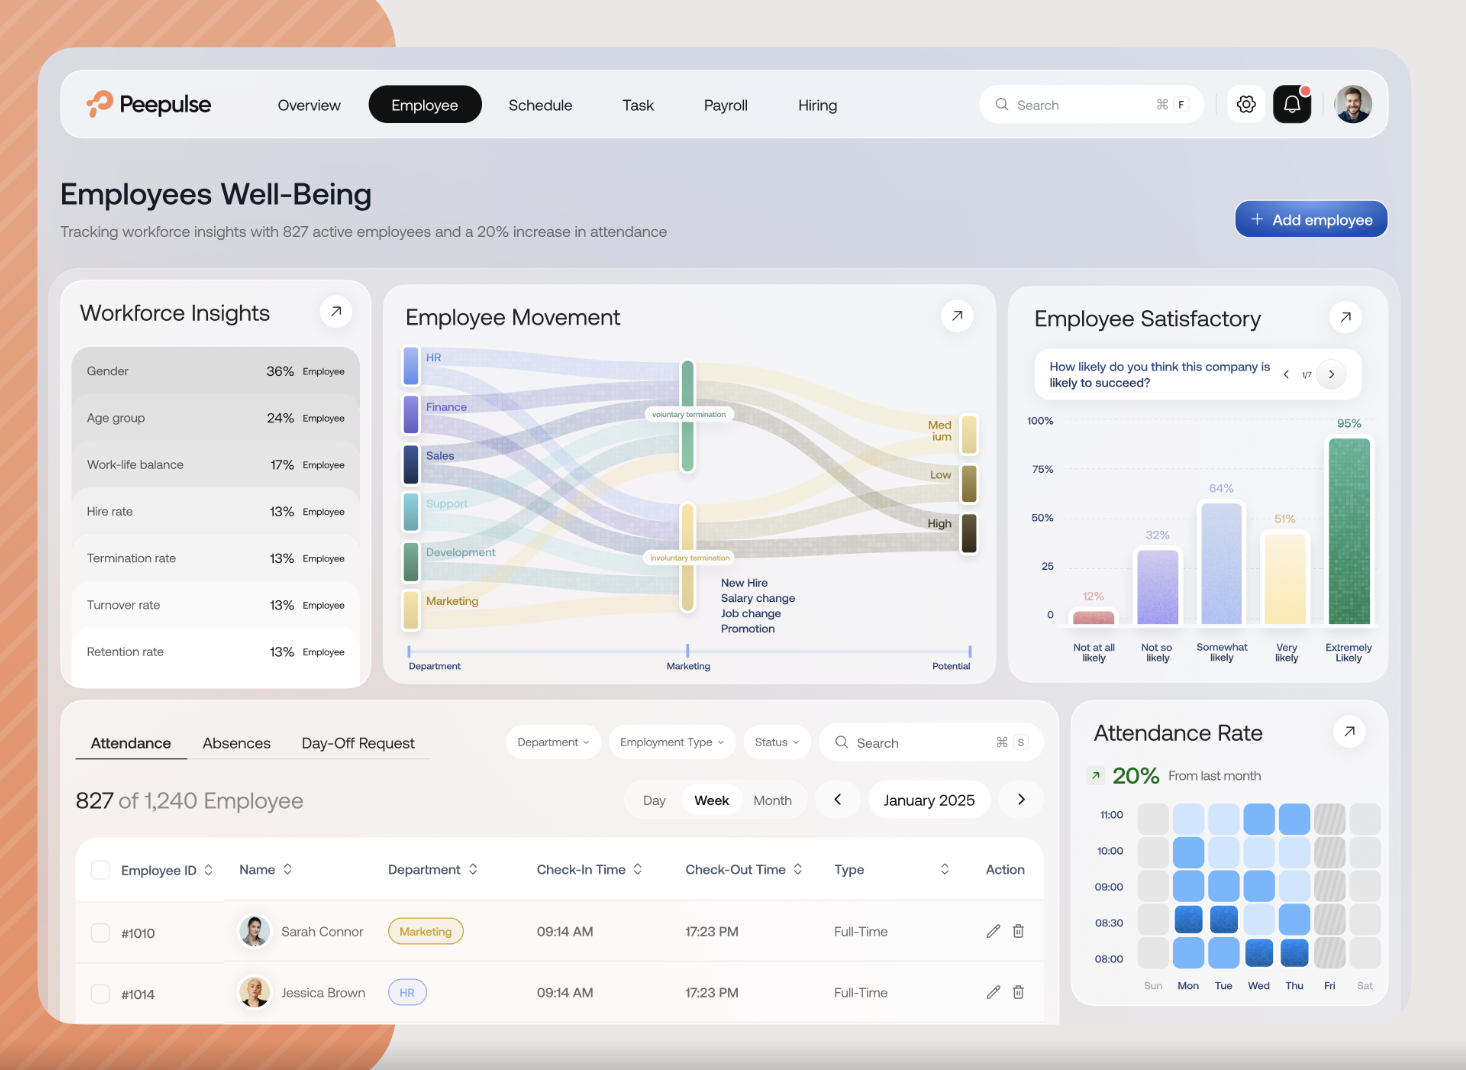 Peepulse
Overview
Employee
Schedule
Task
Payroll
Hiring
Search
⌘ F
Employees Well-Being
Tracking workforce insights with 827 active employees and a 20% increase in attendance
+ Add employee
Workforce Insights
Gender 36% Employee
Age group 24% Employee
Work-life balance 17% Employee
Hire rate 13% Employee
Termination rate 13% Employee
Turnover rate 13% Employee
Retention rate 13% Employee
Employee Movement
HR
Finance
Sales
Support
Development
Marketing
voluntary termination
involuntary termination
Med
ium
Low
High
New Hire
Salary change
Job change
Promotion
Department
Marketing
Potential
Employee Satisfactory
How likely do you think this company is
likely to succeed?
1/7
100%
75%
50%
25
0
12%
32%
64%
51%
95%
Not at all
likely
Not so
likely
Somewhat
likely
Very
likely
Extremely
Likely
Attendance
Absences
Day-Off Request
Department
Employment Type
Status
Search
⌘ S
827 of 1,240 Employee
Day
Week
Month
January 2025
Employee ID
Name
Department
Check-In Time
Check-Out Time
Type
Action
#1010 Sarah Connor Marketing 09:14 AM 17:23 PM Full-Time
#1014 Jessica Brown HR 09:14 AM 17:23 PM Full-Time
Attendance Rate
20% From last month
11:00
10:00
09:00
08:30
08:00
Sun Mon Tue Wed Thu Fri Sat